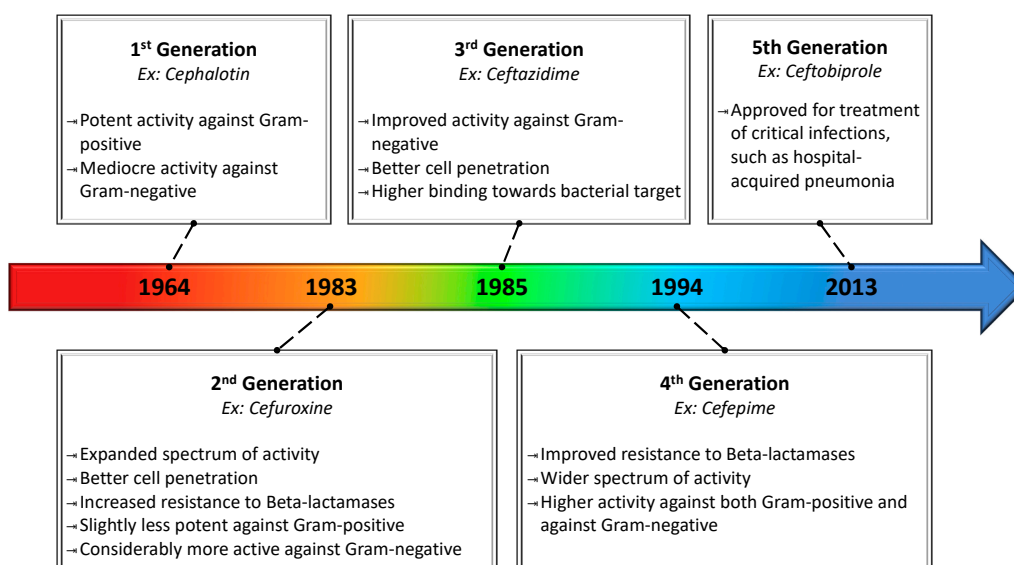 1st Generation
Ex: Cephalotin
⇥Potent activity against Gram-
positive
⇥Mediocre activity against
Gram-negative
3rd Generation
Ex: Ceftazidime
⇥Improved activity against Gram-
negative
⇥Better cell penetration
⇥Higher binding towards bacterial target
5th Generation
Ex: Ceftobiprole
⇥Approved for treatment
of critical infections,
such as hospital-
acquired pneumonia
1964 1983 1985 1994 2013
2nd Generation
Ex: Cefuroxine
⇥Expanded spectrum of activity
⇥Better cell penetration
⇥Increased resistance to Beta-lactamases
⇥Slightly less potent against Gram-positive
⇥Considerably more active against Gram-negative
4th Generation
Ex: Cefepime
⇥Improved resistance to Beta-lactamases
⇥Wider spectrum of activity
⇥Higher activity against both Gram-positive and
against Gram-negative